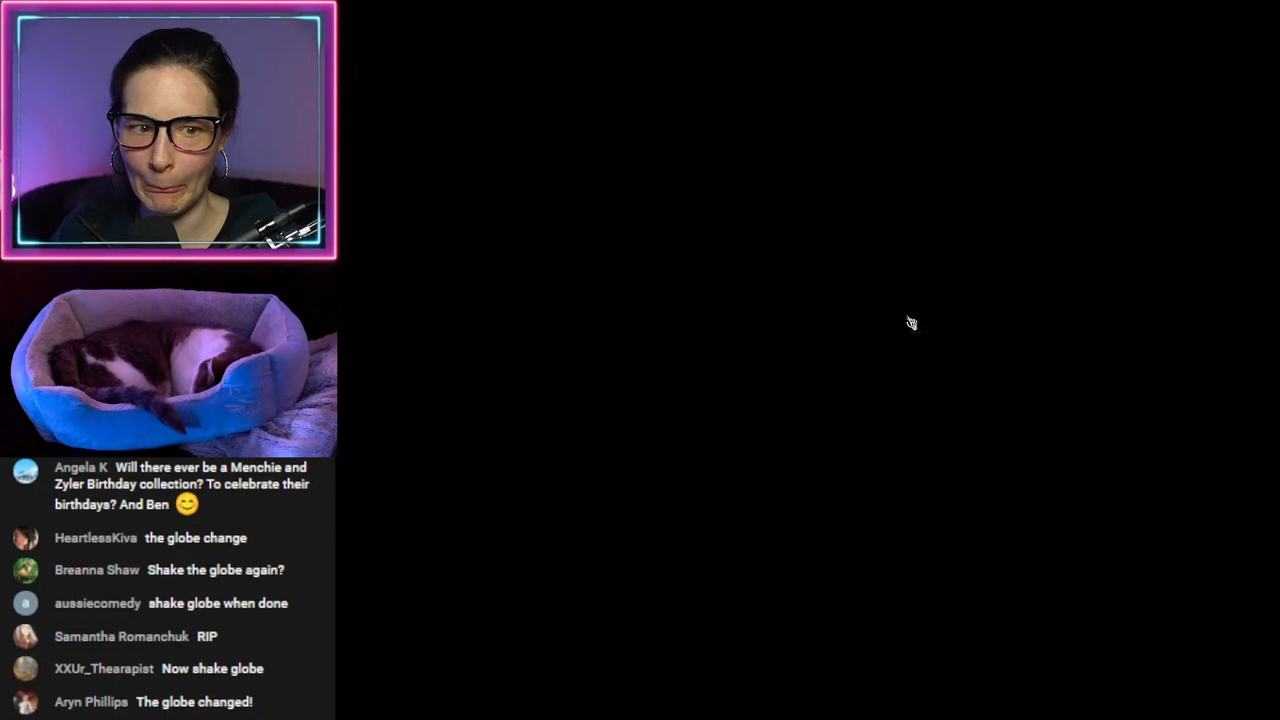 Angela K Will there ever be a Menchie and
Zyler Birthday collection? To celebrate their
birthdays? And Ben
HeartlessKiva the globe change
Breanna Shaw Shake the globe again?
a aussiecomedy shake globe when done
Samantha Romanchuk RIP
XXUr_Thearapist Now shake globe
Aryn Phillips The globe changed!